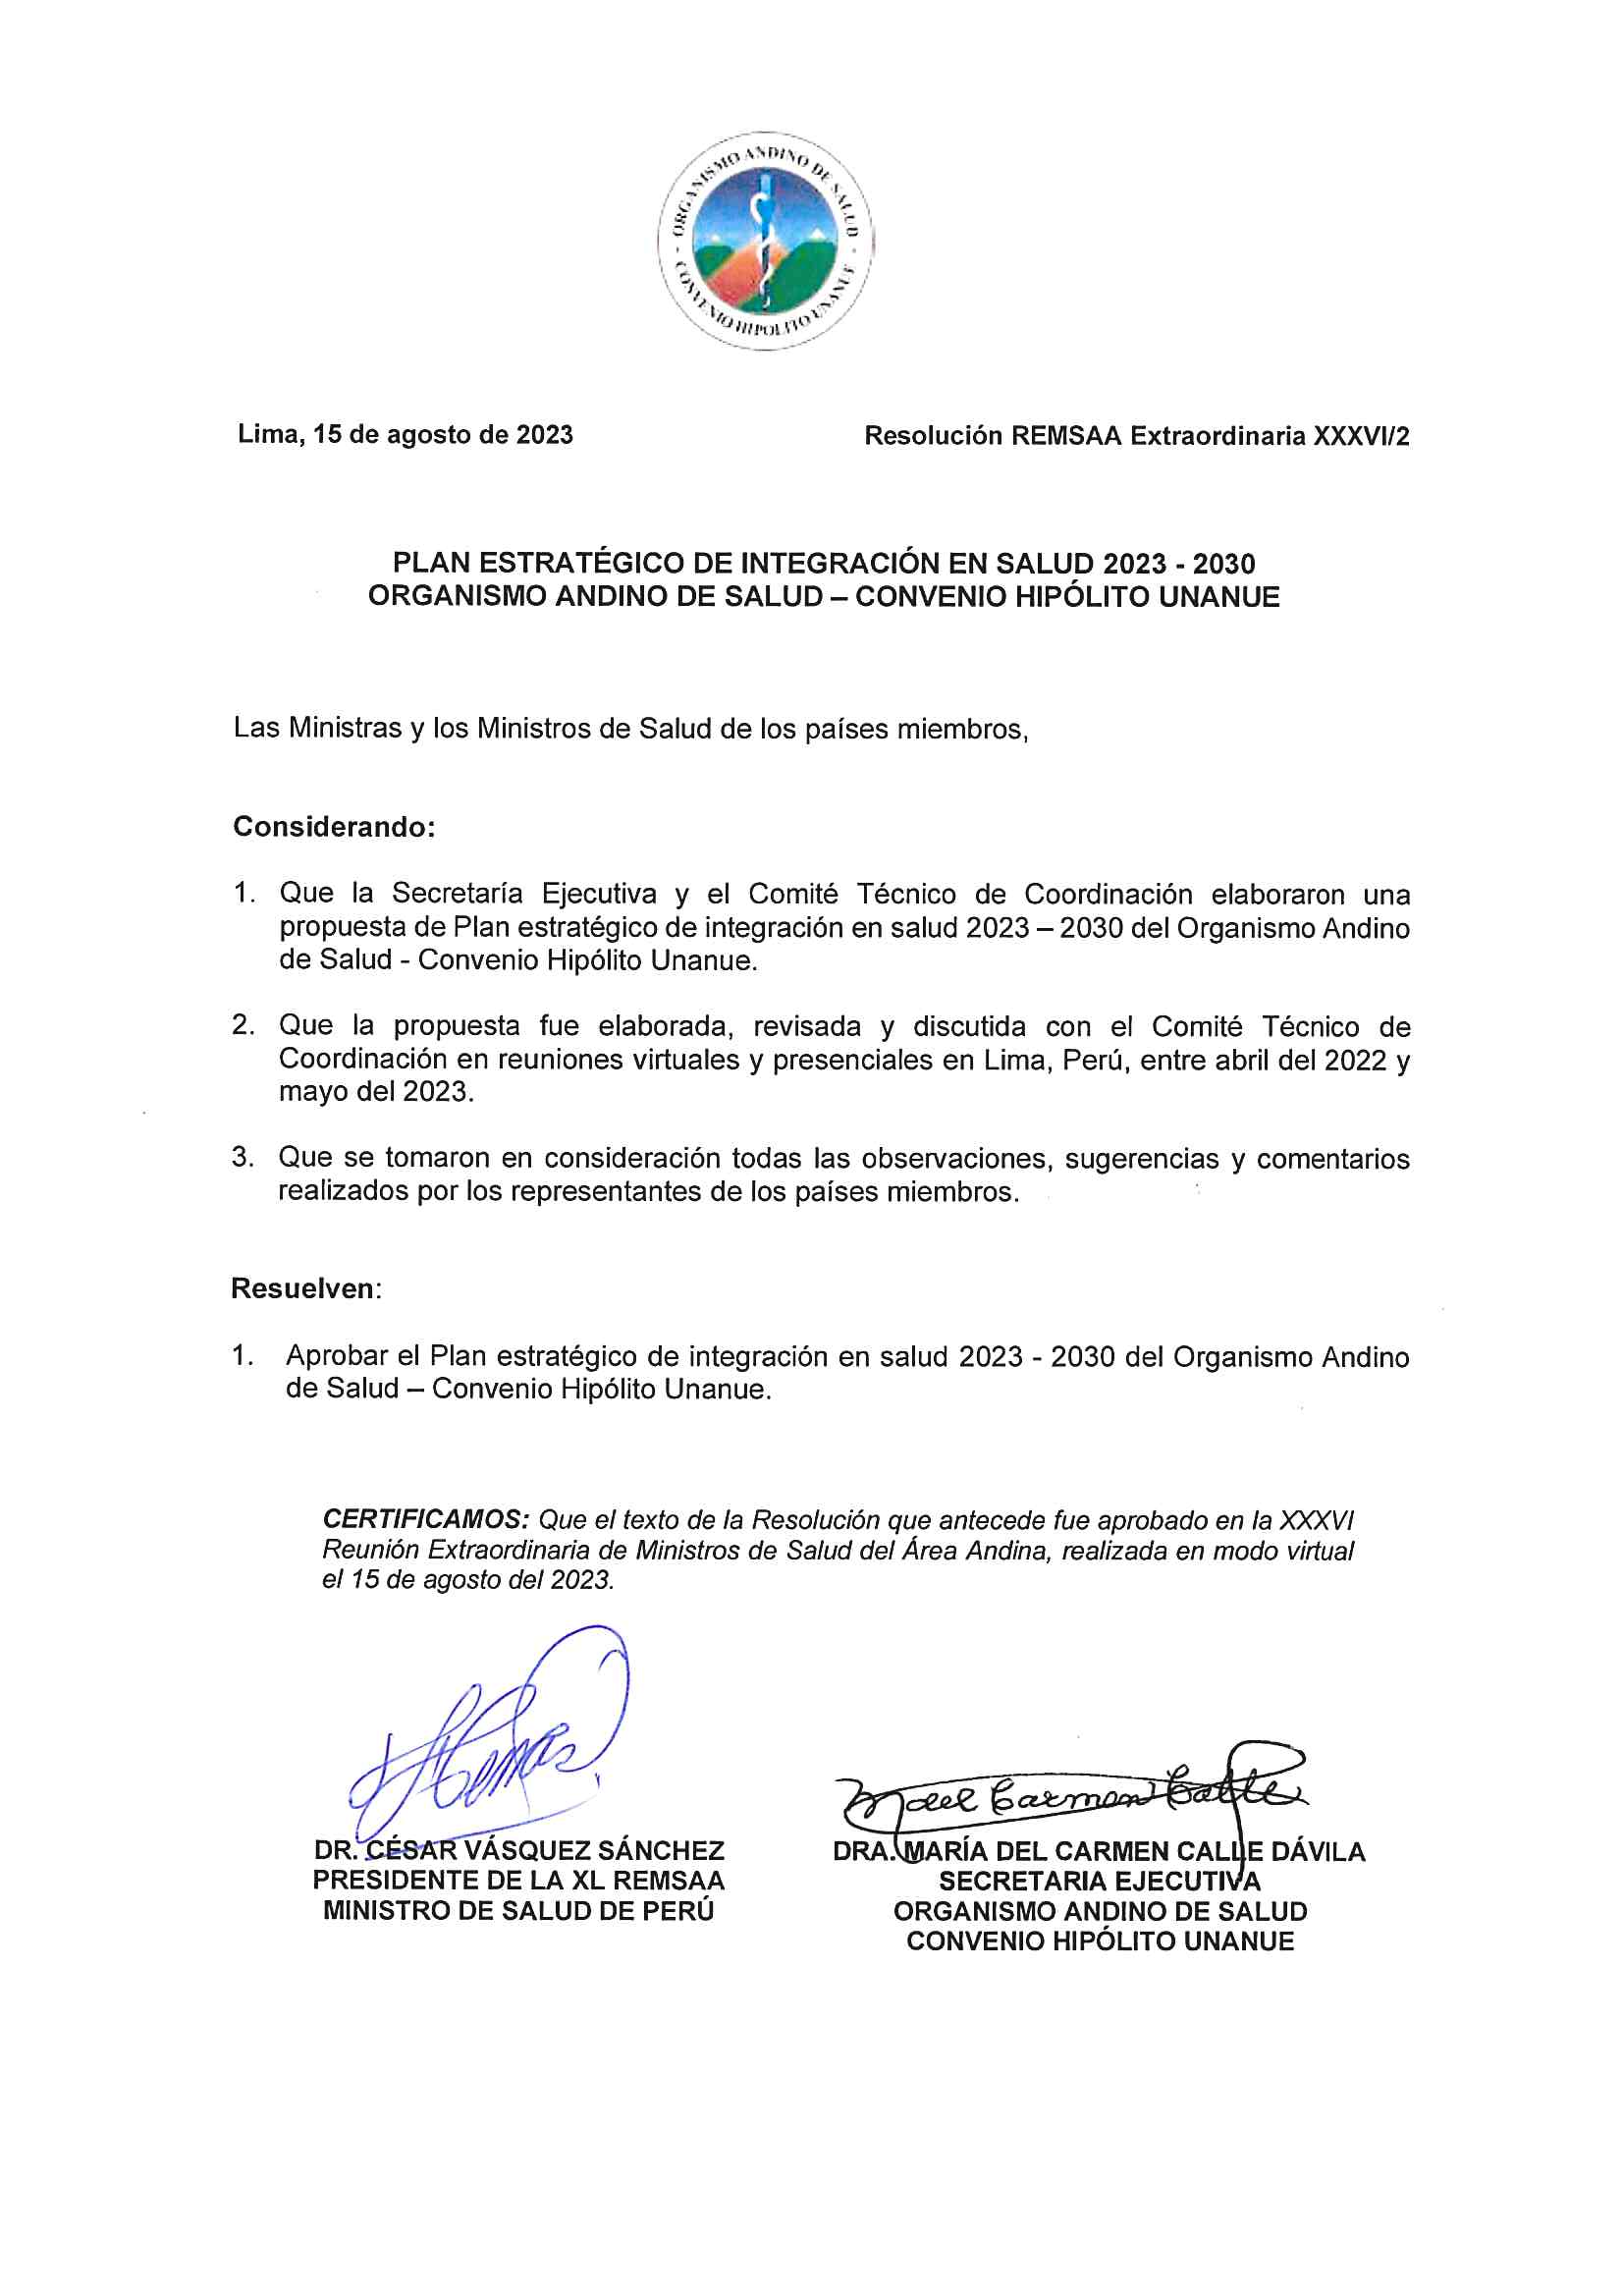 ORGANISMO ANDINO DE SALUD
CONVENIO HIPOLITO UNANUE
Lima, 15 de agosto de 2023
Resolución REMSAA Extraordinaria XXXVI/2
PLAN ESTRATÉGICO DE INTEGRACIÓN EN SALUD 2023 - 2030
ORGANISMO ANDINO DE SALUD – CONVENIO HIPÓLITO UNANUE
Las Ministras y los Ministros de Salud de los países miembros,
Considerando:
1. Que la Secretaría Ejecutiva y el Comité Técnico de Coordinación elaboraron una
propuesta de Plan estratégico de integración en salud 2023 – 2030 del Organismo Andino
de Salud - Convenio Hipólito Unanue.
2. Que la propuesta fue elaborada, revisada y discutida con el Comité Técnico de
Coordinación en reuniones virtuales y presenciales en Lima, Perú, entre abril del 2022 y
mayo del 2023.
3. Que se tomaron en consideración todas las observaciones, sugerencias y comentarios
realizados por los representantes de los países miembros.
Resuelven:
1. Aprobar el Plan estratégico de integración en salud 2023 - 2030 del Organismo Andino
de Salud – Convenio Hipólito Unanue.
CERTIFICAMOS: Que el texto de la Resolución que antecede fue aprobado en la XXXVI
Reunión Extraordinaria de Ministros de Salud del Área Andina, realizada en modo virtual
el 15 de agosto del 2023.
Carmen Calle
DR. CÉSAR VÁSQUEZ SÁNCHEZ
PRESIDENTE DE LA XL REMSAA
MINISTRO DE SALUD DE PERÚ
DRA. MARÍA DEL CARMEN CALLE DÁVILA
SECRETARIA EJECUTIVA
ORGANISMO ANDINO DE SALUD
CONVENIO HIPÓLITO UNANUE